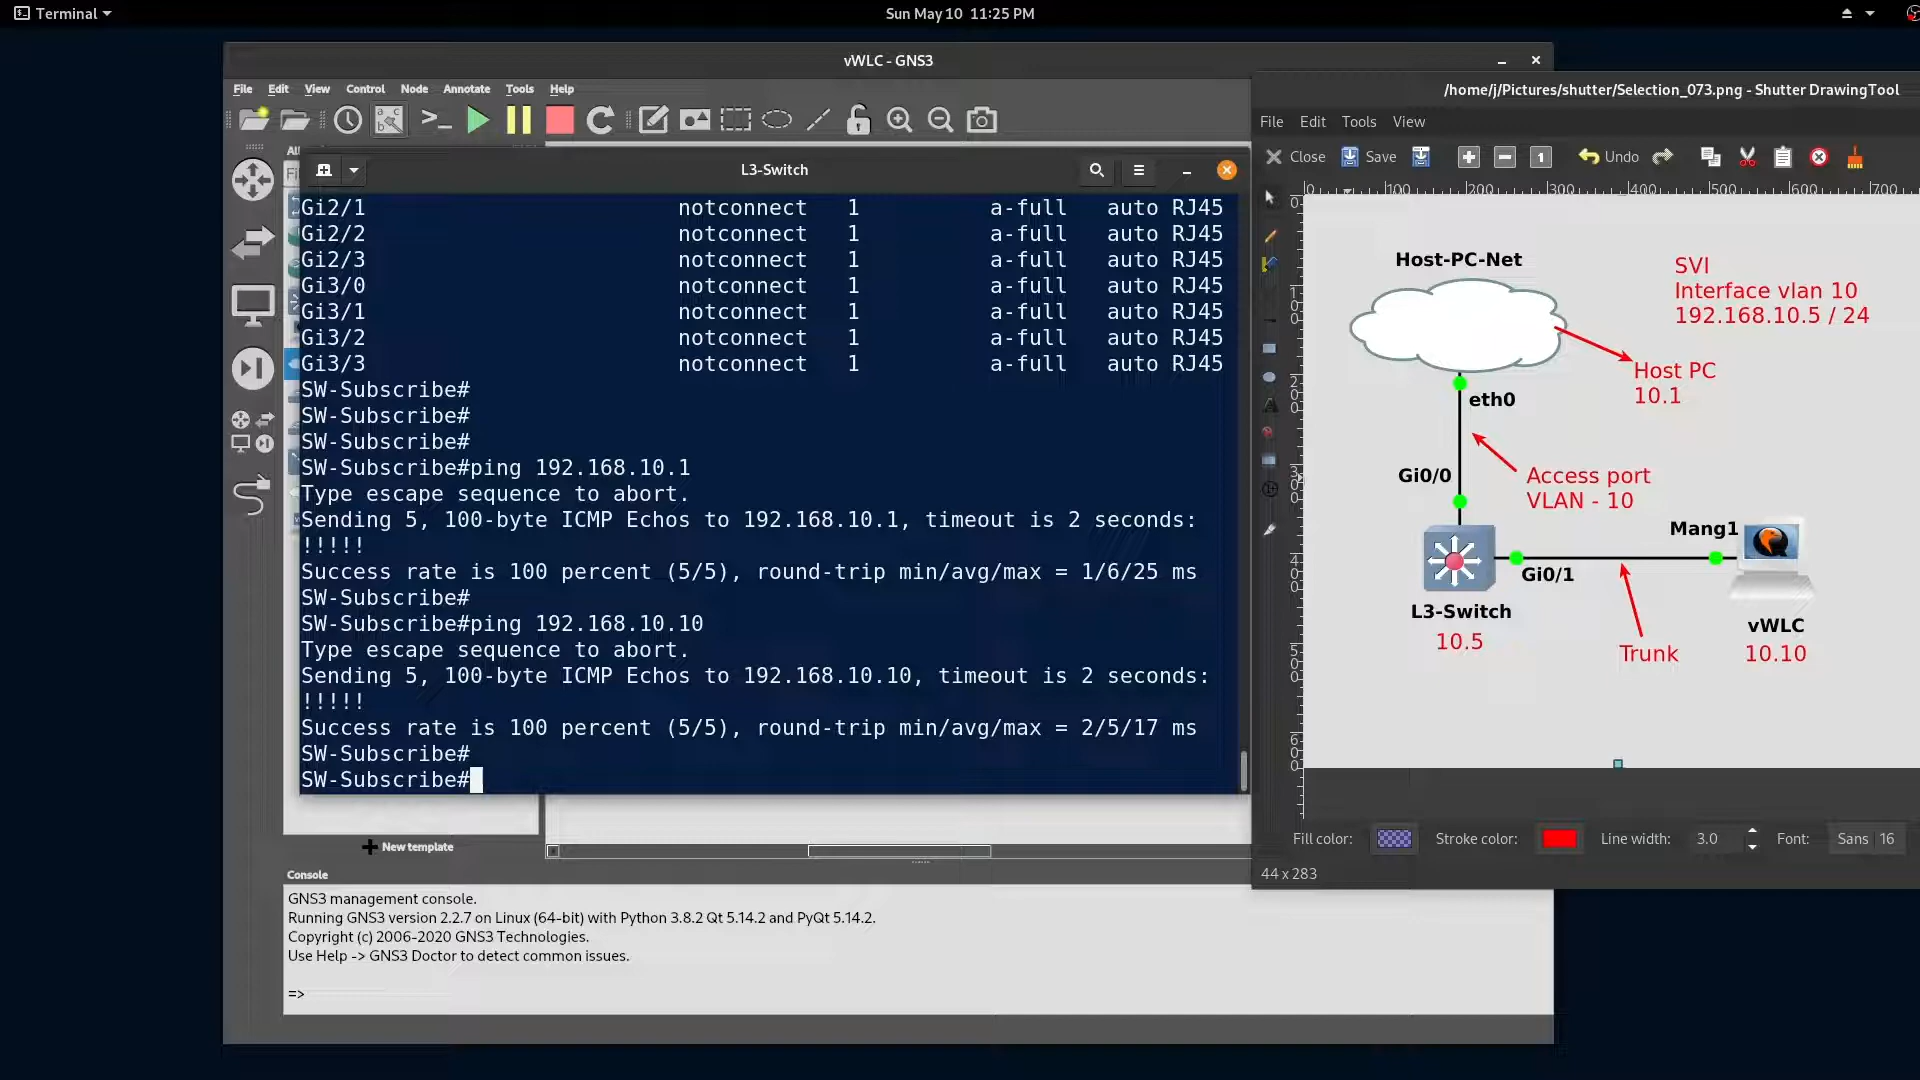 Terminal
Sun May 10 11:25 PM
vWLC - GNS3
File Edit View Control Node Annotate Tools Help
L3-Switch
Gi2/1 notconnect 1 a-full auto RJ45
Gi2/2 notconnect 1 a-full auto RJ45
Gi2/3 notconnect 1 a-full auto RJ45
Gi3/0 notconnect 1 a-full auto RJ45
Gi3/1 notconnect 1 a-full auto RJ45
Gi3/2 notconnect 1 a-full auto RJ45
Gi3/3 notconnect 1 a-full auto RJ45
SW-Subscribe#
SW-Subscribe#
SW-Subscribe#
SW-Subscribe#ping 192.168.10.1
Type escape sequence to abort.
Sending 5, 100-byte ICMP Echos to 192.168.10.1, timeout is 2 seconds:
!!!!!
Success rate is 100 percent (5/5), round-trip min/avg/max = 1/6/25 ms
SW-Subscribe#
SW-Subscribe#ping 192.168.10.10
Type escape sequence to abort.
Sending 5, 100-byte ICMP Echos to 192.168.10.10, timeout is 2 seconds:
!!!!!
Success rate is 100 percent (5/5), round-trip min/avg/max = 2/5/17 ms
SW-Subscribe#
SW-Subscribe#
New template
Console
GNS3 management console.
Running GNS3 version 2.2.7 on Linux (64-bit) with Python 3.8.2 Qt 5.14.2 and PyQt 5.14.2.
Copyright (c) 2006-2020 GNS3 Technologies.
Use Help -> GNS3 Doctor to detect common issues.
=>
/home/j/Pictures/shutter/Selection_073.png - Shutter DrawingTool
File Edit Tools View
Close Save Undo
0 100 200 300 400 500 600 700
Host-PC-Net
SVI
Interface vlan 10
192.168.10.5 / 24
Host PC
10.1
eth0
Gi0/0
Access port
VLAN - 10
Mang1
Gi0/1
L3-Switch
10.5
vWLC
10.10
Trunk
Fill color: Stroke color: Line width: 3.0 Font: Sans 16
44 x 283